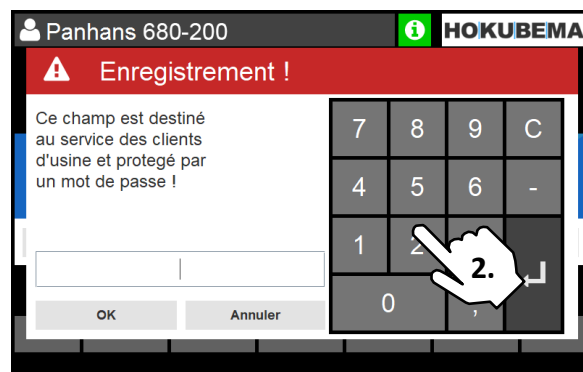 Panhans 680-200
i
HOKUBEMA
Enregistrement !
Ce champ est destiné
au service des clients
d'usine et protegé par
un mot de passe !
OK
Annuler
7 8 9 C
4 5 6 -
1 2
0 ,
2.